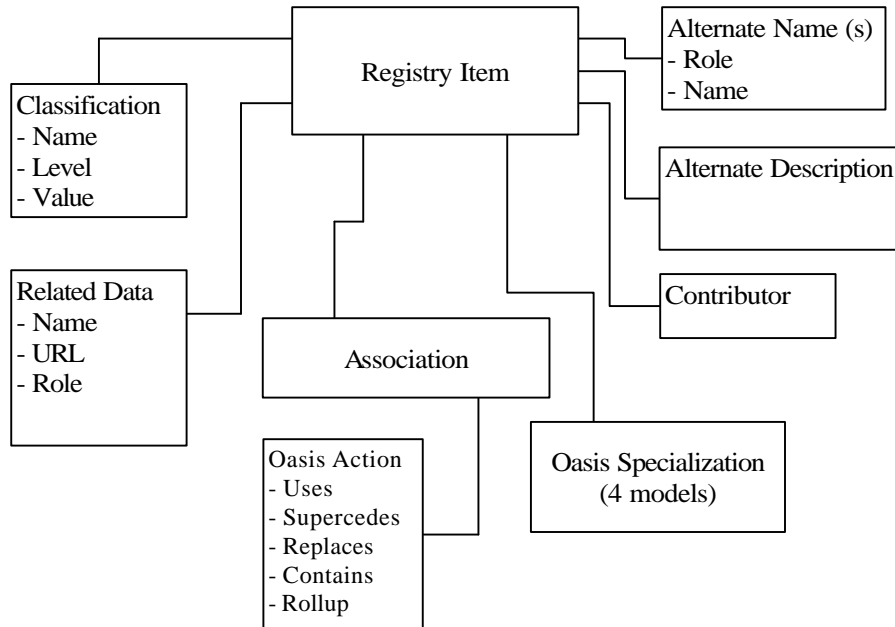 Registry Item
Alternate Name (s)
- Role
- Name
Classification
- Name
- Level
- Value
Alternate Description
Related Data
- Name
- URL
- Role
Contributor
Association
Oasis Action
- Uses
- Supercedes
- Replaces
- Contains
- Rollup
Oasis Specialization
(4 models)